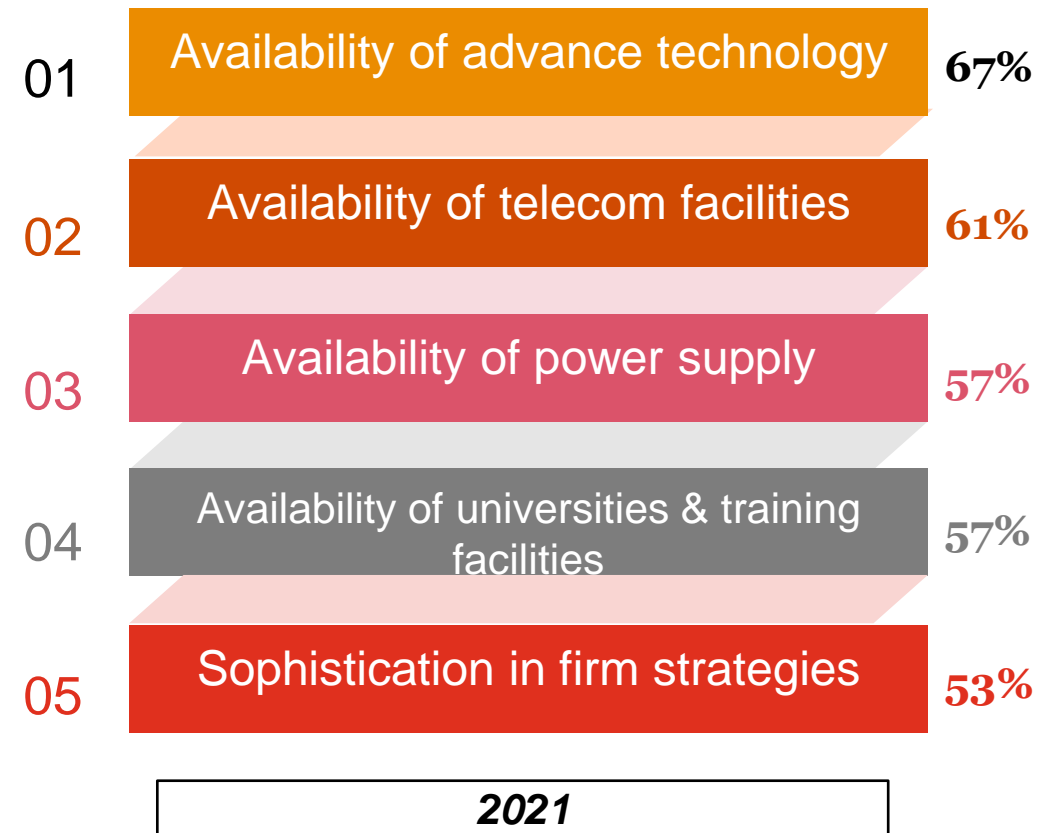 01 Availability of advance technology 67%
02 Availability of telecom facilities 61%
03 Availability of power supply 57%
04 Availability of universities & training
facilities 57%
05 Sophistication in firm strategies 53%
2021